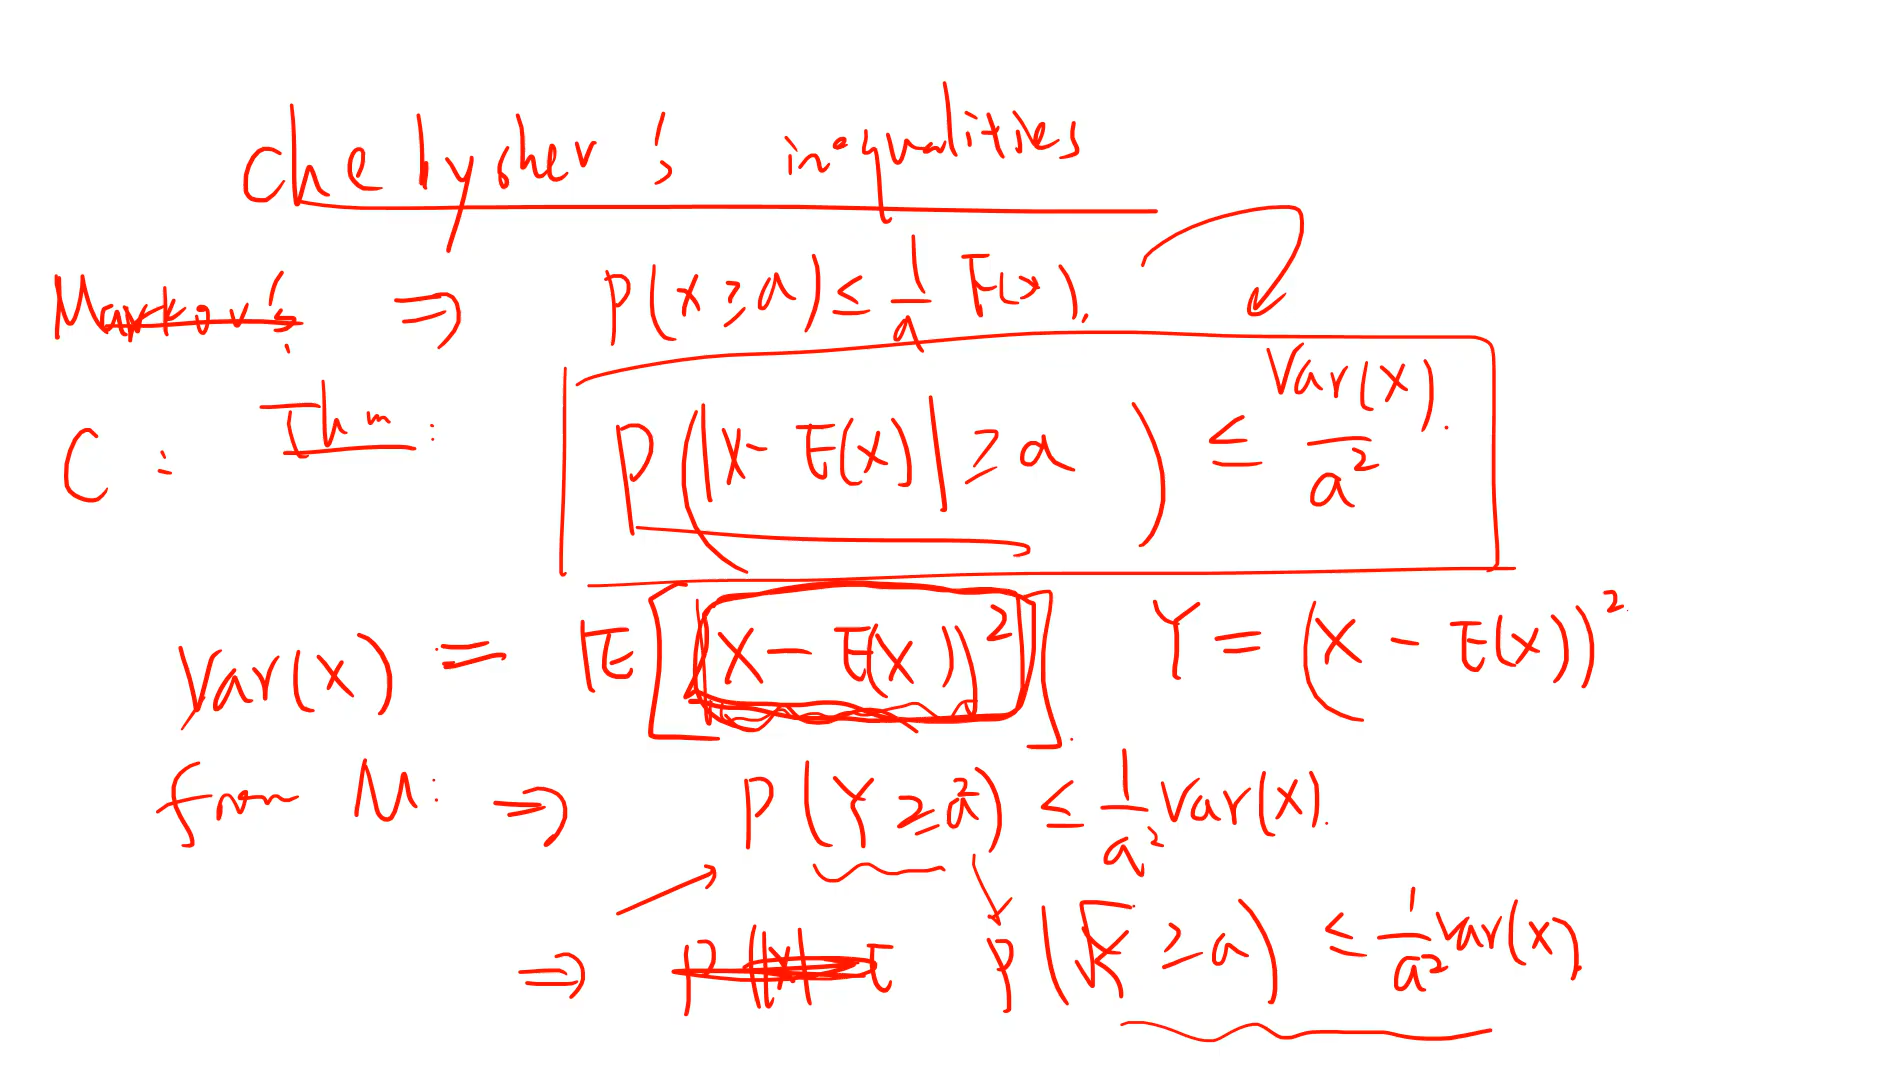 Chebyshev's inequalities
Markov's ⇒ P(X ≥ a) ≤ 1/a E(X).
C: Thm: P(|X - E(X)| ≥ a) ≤ Var(X)/a².
Var(X) = E[(X - E(X))²]. Y = (X - E(X))²
from M: ⇒ P(Y ≥ a²) ≤ 1/a² Var(X).
⇒ P(√Y ≥ a) ≤ 1/a² Var(X).